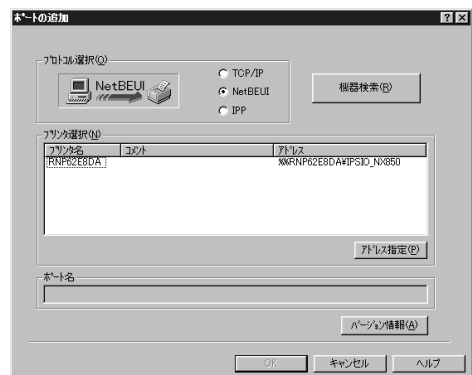 ﾎﾟｰﾄの追加
ﾌﾟﾛﾄｺﾙ選択(O)
NetBEUI
TCP/IP
NetBEUI
IPP
機器検索(R)
ﾌﾟﾘﾝﾀ選択(N)
ﾌﾟﾘﾝﾀ名 ｺﾒﾝﾄ ｱﾄﾞﾚｽ
RNP62E8DA %%RNP62E8DA¥IPSIO_NX850
ｱﾄﾞﾚｽ指定(P)
ﾎﾟｰﾄ名
ﾊﾞｰｼﾞｮﾝ情報(A)
OK ｷｬﾝｾﾙ ﾍﾙﾌﾟ